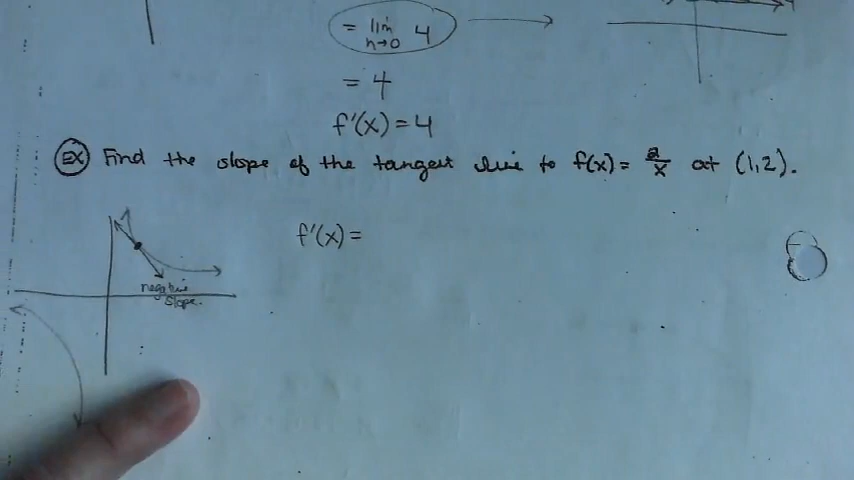 = lim 4
h→0
= 4
f'(x) = 4
EX Find the slope of the tangent line to f(x) = 2/x at (1,2).
f'(x) =
negative
slope.